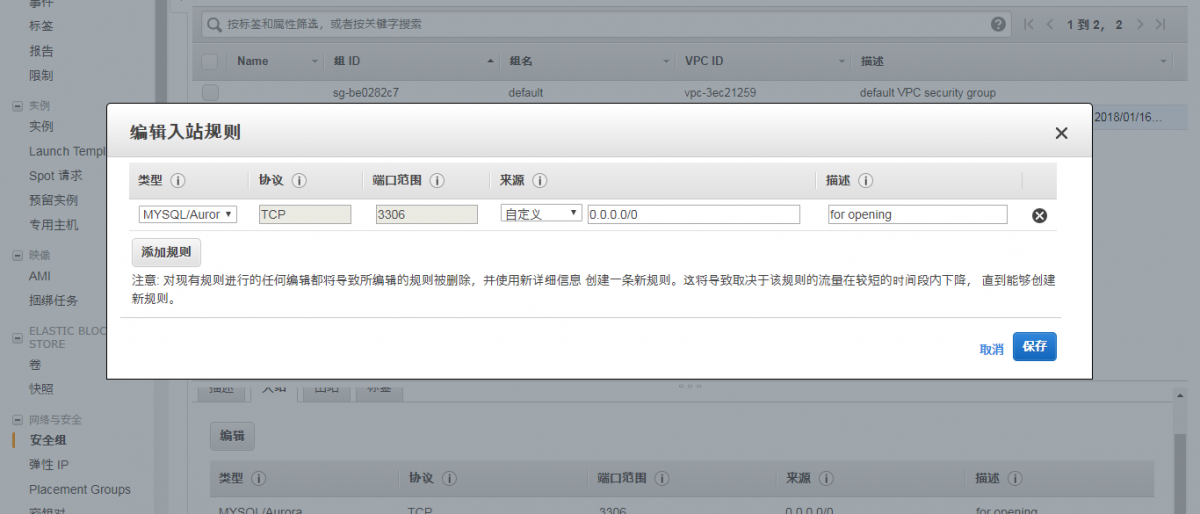 事件
标签
报告
限制
实例
实例
Launch Templ
Spot 请求
预留实例
专用主机
映像
AMI
捆绑任务
ELASTIC BLOC
STORE
卷
快照
网络与安全
安全组
弹性 IP
Placement Groups
密钥对
按标签和属性筛选，或者按关键字搜索
1 到 2， 2
Name 组 ID 组名 VPC ID 描述
sg-be0282c7 default vpc-3ec21259 default VPC security group
2018/01/16...
编辑入站规则
类型 协议 端口范围 来源 描述
MYSQL/Auror TCP 3306 自定义 0.0.0.0/0 for opening
添加规则
注意: 对现有规则进行的任何编辑都将导致所编辑的规则被删除，并使用新详细信息 创建一条新规则。这将导致取决于该规则的流量在较短的时间段内下降， 直到能够创建
新规则。
取消 保存
描述 入站 出站 标签
编辑
类型 协议 端口范围 来源 描述
MYSQL/Aurora TCP 3306 0.0.0.0/0 for opening